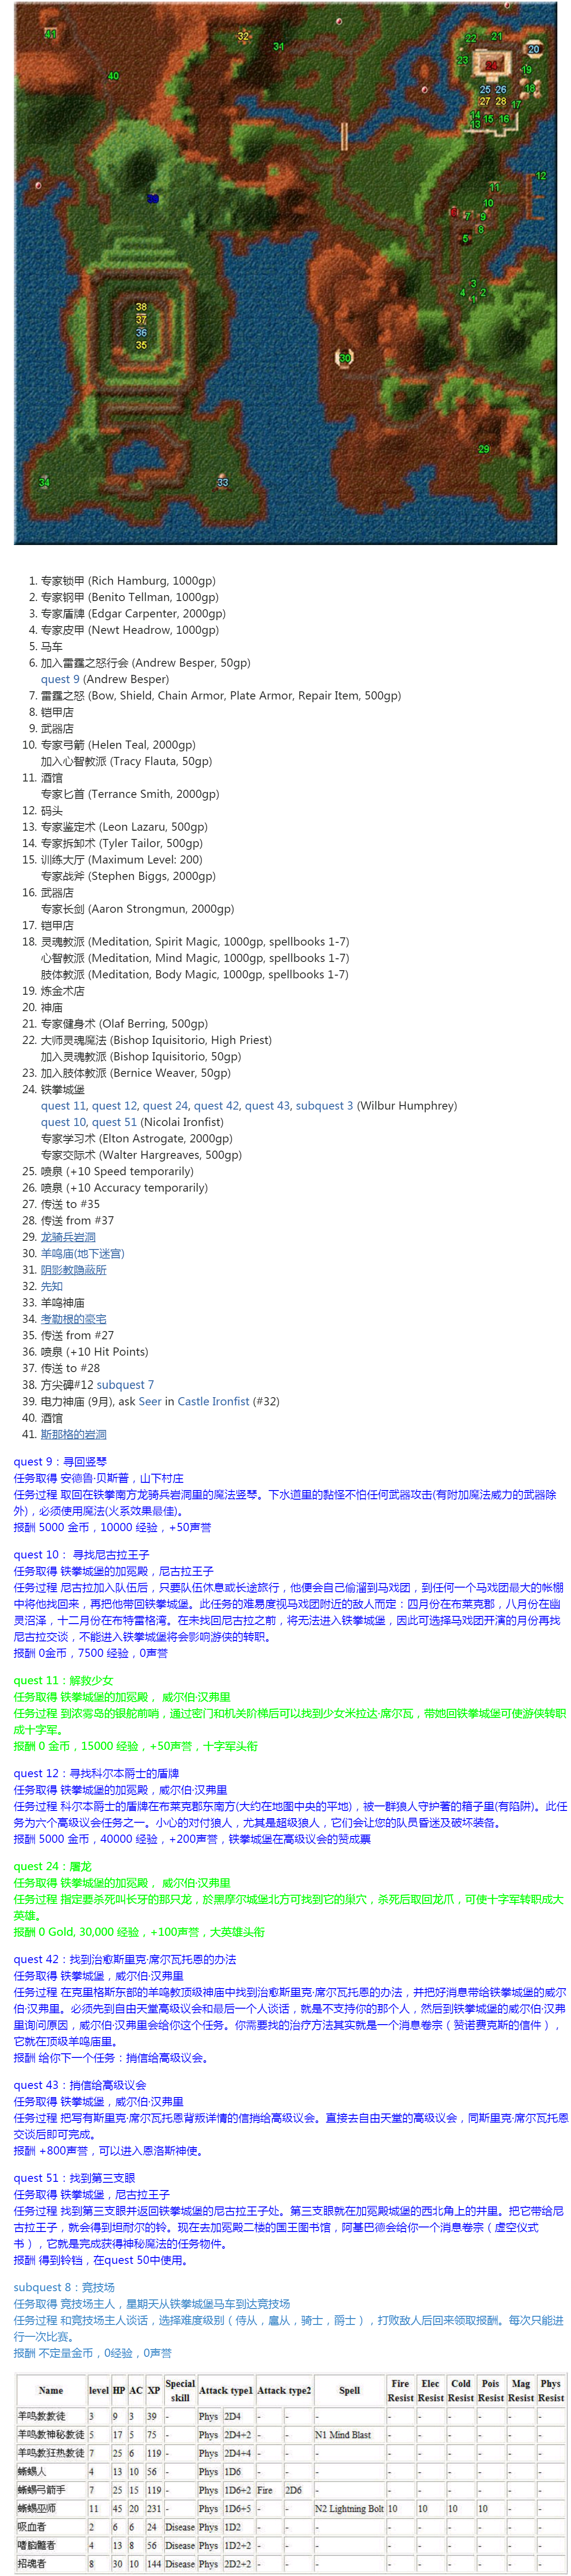 41
32
31
40
22 21
20
23
24
19
18
25 26
27 28
17
14
13 15 16
12
11
10
7 9
8
5
3
4 2
1
38
37
36
35
30
29
34
33
1. 专家锁甲 (Rich Hamburg, 1000gp)
2. 专家钢甲 (Benito Tellman, 1000gp)
3. 专家盾牌 (Edgar Carpenter, 2000gp)
4. 专家皮甲 (Newt Headrow, 1000gp)
5. 马车
6. 加入雷霆之怒行会 (Andrew Besper, 50gp)
quest 9 (Andrew Besper)
7. 雷霆之怒 (Bow, Shield, Chain Armor, Plate Armor, Repair Item, 500gp)
8. 铠甲店
9. 武器店
10. 专家弓箭 (Helen Teal, 2000gp)
加入心智教派 (Tracy Flauta, 50gp)
11. 酒馆
专家匕首 (Terrance Smith, 2000gp)
12. 码头
13. 专家鉴定术 (Leon Lazaru, 500gp)
14. 专家拆卸术 (Tyler Tailor, 500gp)
15. 训练大厅 (Maximum Level: 200)
专家战斧 (Stephen Biggs, 2000gp)
16. 武器店
专家长剑 (Aaron Strongmun, 2000gp)
17. 铠甲店
18. 灵魂教派 (Meditation, Spirit Magic, 1000gp, spellbooks 1-7)
心智教派 (Meditation, Mind Magic, 1000gp, spellbooks 1-7)
肢体教派 (Meditation, Body Magic, 1000gp, spellbooks 1-7)
19. 炼金术店
20. 神庙
21. 专家健身术 (Olaf Berring, 500gp)
22. 大师灵魂魔法 (Bishop Iquisitorio, High Priest)
加入灵魂教派 (Bishop Iquisitorio, 50gp)
23. 加入肢体教派 (Bernice Weaver, 50gp)
24. 铁拳城堡
quest 11, quest 12, quest 24, quest 42, quest 43, subquest 3 (Wilbur Humphrey)
quest 10, quest 51 (Nicolai Ironfist)
专家学习术 (Elton Astrogate, 2000gp)
专家交际术 (Walter Hargreaves, 500gp)
25. 喷泉 (+10 Speed temporarily)
26. 喷泉 (+10 Accuracy temporarily)
27. 传送 to #35
28. 传送 from #37
29. 龙骑兵岩洞
30. 羊鸣庙(地下迷宫)
31. 阴影教隐蔽所
32. 先知
33. 羊鸣神庙
34. 考勒根的豪宅
35. 传送 from #27
36. 喷泉 (+10 Hit Points)
37. 传送 to #28
38. 方尖碑#12 subquest 7
39. 电力神庙 (9月), ask Seer in Castle Ironfist (#32)
40. 酒馆
41. 斯那格的岩洞
quest 9：寻回竖琴
任务取得 安德鲁·贝斯普，山下村庄
任务过程 取回在铁拳南方龙骑兵岩洞里的魔法竖琴。下水道里的黏怪不怕任何武器攻击(有附加魔法威力的武器除
外)，必须使用魔法(火系效果最佳)。
报酬 5000 金币，10000 经验，+50声誉
quest 10： 寻找尼古拉王子
任务取得 铁拳城堡的加冕殿，尼古拉王子
任务过程 尼古拉加入队伍后，只要队伍休息或长途旅行，他便会自己偷溜到马戏团，到任何一个马戏团最大的帐棚
中将他找回来，再把他带回铁拳城堡。此任务的难易度视马戏团附近的敌人而定：四月份在布莱克郡，八月份在幽
灵沼泽，十二月份在布特雷格湾。在未找回尼古拉之前，将无法进入铁拳城堡，因此可选择马戏团开演的月份再找
尼古拉交谈，不能进入铁拳城堡将会影响游侠的转职。
报酬 0金币，7500 经验，0声誉
quest 11：解救少女
任务取得 铁拳城堡的加冕殿， 威尔伯·汉弗里
任务过程 到浓雾岛的银舵前哨，通过密门和机关阶梯后可以找到少女米拉达·席尔瓦，带她回铁拳城堡可使游侠转职
成十字军。
报酬 0 金币，15000 经验，+50声誉，十字军头衔
quest 12：寻找科尔本爵士的盾牌
任务取得 铁拳城堡的加冕殿，威尔伯·汉弗里
任务过程 科尔本爵士的盾牌在布莱克郡东南方(大约在地图中央的平地)，被一群狼人守护著的箱子里(有陷阱)。此任
务为六个高级议会任务之一。小心的对付狼人，尤其是超级狼人，它们会让您的队员昏迷及破坏装备。
报酬 5000 金币，40000 经验，+200声誉，铁拳城堡在高级议会的赞成票
quest 24：屠龙
任务取得 铁拳城堡的加冕殿， 威尔伯·汉弗里
任务过程 指定要杀死叫长牙的那只龙，於黑摩尔城堡北方可找到它的巢穴，杀死后取回龙爪，可使十字军转职成大
英雄。
报酬 0 Gold, 30,000 经验，+100声誉，大英雄头衔
quest 42：找到治愈斯里克·席尔瓦托恩的办法
任务取得 铁拳城堡，威尔伯·汉弗里
任务过程 在克里格斯东部的羊鸣教顶级神庙中找到治愈斯里克·席尔瓦托恩的办法，并把好消息带给铁拳城堡的威尔
伯·汉弗里。必须先到自由天堂高级议会和最后一个人谈话，就是不支持你的那个人，然后到铁拳城堡的威尔伯·汉弗
里询问原因，威尔伯·汉弗里会给你这个任务。你需要找的治疗方法其实就是一个消息卷宗（赞诺费克斯的信件），
它就在顶级羊鸣庙里。
报酬 给你下一个任务：捎信给高级议会。
quest 43：捎信给高级议会
任务取得 铁拳城堡，威尔伯·汉弗里
任务过程 把写有斯里克·席尔瓦托恩背叛详情的信捎给高级议会。直接去自由天堂的高级议会，同斯里克·席尔瓦托恩
交谈后即可完成。
报酬 +800声誉，可以进入恩洛斯神使。
quest 51：找到第三支眼
任务取得 铁拳城堡，尼古拉王子
任务过程 找到第三支眼并返回铁拳城堡的尼古拉王子处。第三支眼就在加冕殿城堡的西北角上的井里。把它带给尼
古拉王子，就会得到坦耐尔的铃。现在去加冕殿二楼的国王图书馆，阿基巴德会给你一个消息卷宗（虚空仪式
书），它就是完成获得神秘魔法的任务物件。
报酬 得到铃铛，在quest 50中使用。
subquest 8：竞技场
任务取得 竞技场主人，星期天从铁拳城堡马车到达竞技场
任务过程 和竞技场主人谈话，选择难度级别（侍从，扈从，骑士，爵士），打败敌人后回来领取报酬。每次只能进
行一次比赛。
报酬 不定量金币，0经验，0声誉
Name level HP AC XP Special skill Attack type1 Attack type2 Spell Fire Resist Elec Resist Cold Resist Pois Resist Mag Resist Phys Resist
羊鸣教教徒 3 9 3 39 - Phys 2D4 - - - - - - - - -
羊鸣教神秘教徒 5 17 5 75 - Phys 2D4+2 - - N1 Mind Blast - - - - - -
羊鸣教狂热教徒 7 25 6 119 - Phys 2D4+4 - - - - - - - - -
蜥蜴人 4 13 10 56 - Phys 1D6 - - - - - - - - -
蜥蜴弓箭手 7 25 15 119 - Phys 1D6+2 Fire 2D6 - - - - - - -
蜥蜴巫师 11 45 20 231 - Phys 1D6+5 - - N2 Lightning Bolt 10 10 10 10 - -
吸血者 2 6 6 24 Disease Phys 1D2 - - - - - - - - -
嗜脑髓者 4 13 8 56 Disease Phys 1D2+2 - - - - - - - - -
招魂者 8 30 10 144 Disease Phys 2D2+2 - - - - - - - - -